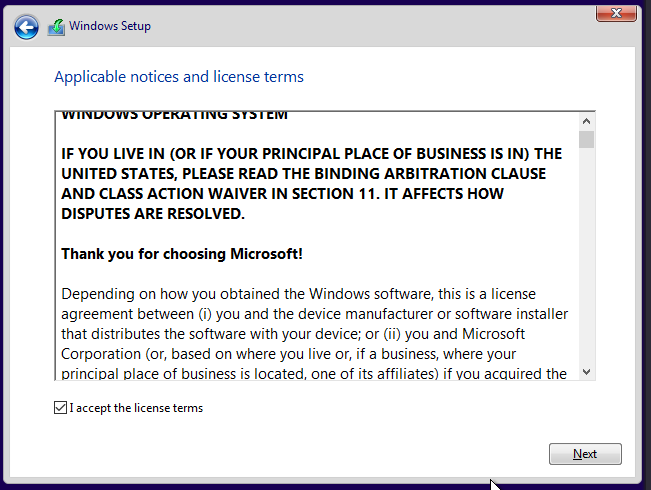 Windows Setup
Applicable notices and license terms
WINDOWS OPERATING SYSTEM
IF YOU LIVE IN (OR IF YOUR PRINCIPAL PLACE OF BUSINESS IS IN) THE
UNITED STATES, PLEASE READ THE BINDING ARBITRATION CLAUSE
AND CLASS ACTION WAIVER IN SECTION 11. IT AFFECTS HOW
DISPUTES ARE RESOLVED.
Thank you for choosing Microsoft!
Depending on how you obtained the Windows software, this is a license
agreement between (i) you and the device manufacturer or software installer
that distributes the software with your device; or (ii) you and Microsoft
Corporation (or, based on where you live or, if a business, where your
principal place of business is located, one of its affiliates) if you acquired the
I accept the license terms
Next